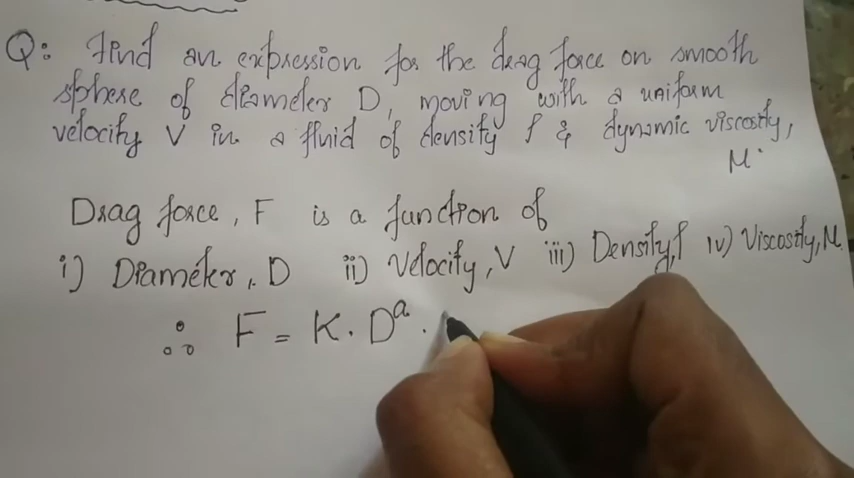 Q: Find an expression for the drag force on smooth
sphere of diameter D, moving with a uniform
velocity V in a fluid of density ρ & dynamic viscosity,
μ.
Drag force, F is a function of
i) Diameter, D ii) Velocity, V iii) Density, ρ iv) Viscosity, μ
∴ F = K. Dᵃ.